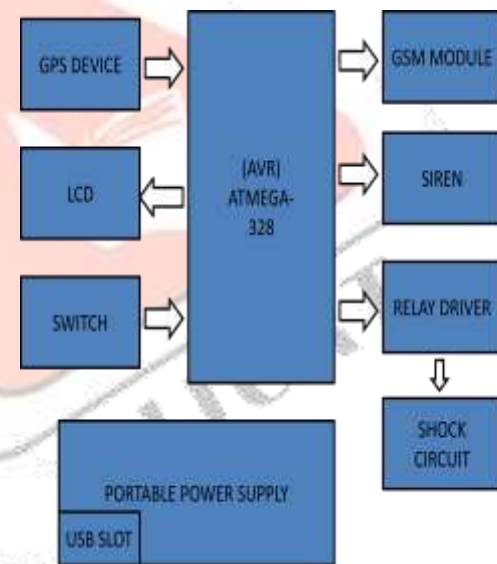 GPS DEVICE
LCD
SWITCH
(AVR)
ATMEGA-
328
GSM MODULE
SIREN
RELAY DRIVER
SHOCK
CIRCUIT
PORTABLE POWER SUPPLY
USB SLOT